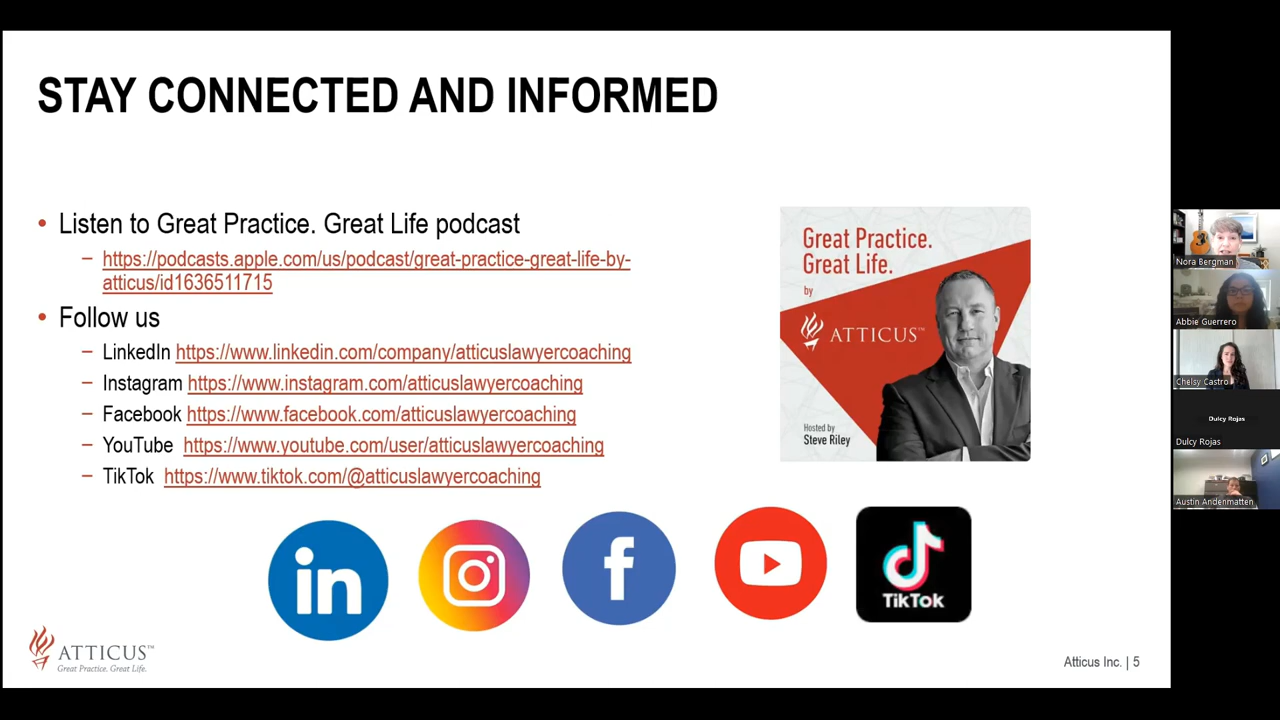 STAY CONNECTED AND INFORMED
• Listen to Great Practice. Great Life podcast
– https://podcasts.apple.com/us/podcast/great-practice-great-life-by-
atticus/id1636511715
• Follow us
– LinkedIn https://www.linkedin.com/company/atticuslawyercoaching
– Instagram https://www.instagram.com/atticuslawyercoaching
– Facebook https://www.facebook.com/atticuslawyercoaching
– YouTube https://www.youtube.com/user/atticuslawyercoaching
– TikTok https://www.tiktok.com/@atticuslawyercoaching
Great Practice.
Great Life.
by
ATTICUS™
Hosted by
Steve Riley
in
f
TikTok
ATTICUS™
Great Practice. Great Life.
Atticus Inc. | 5
Nora Bergman
Abbie Guerrero
Chelsy Castro
Dulcy Rojas
Dulcy Rojas
Austin Andenmatten